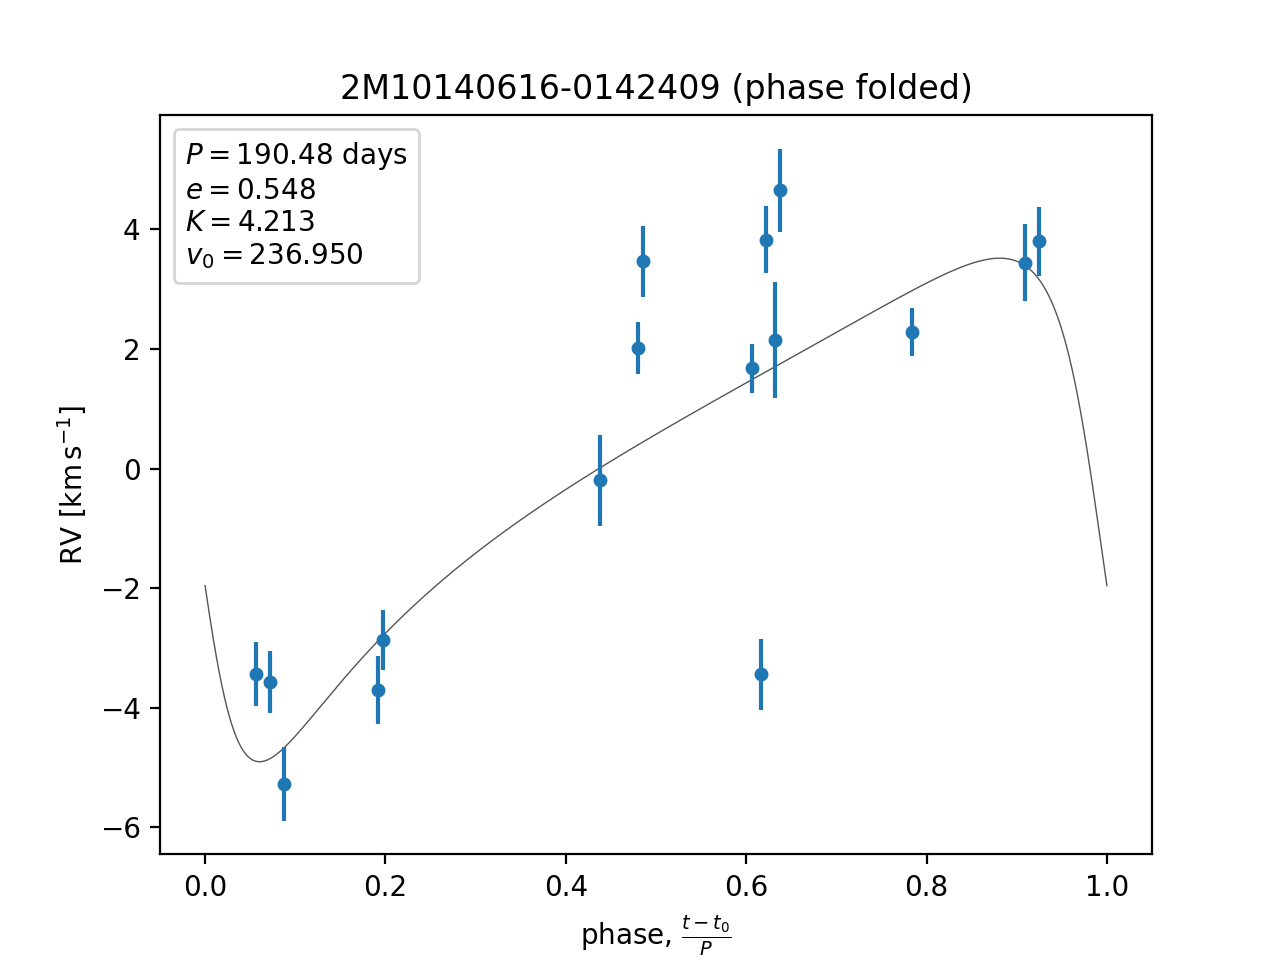 2M10140616-0142409 (phase folded)
P = 190.48 days
e = 0.548
K = 4.213
v₀ = 236.950
4
2
0
−2
−4
−6
RV [km s⁻¹]
0.0 0.2 0.4 0.6 0.8 1.0
phase, (t − t₀)/P